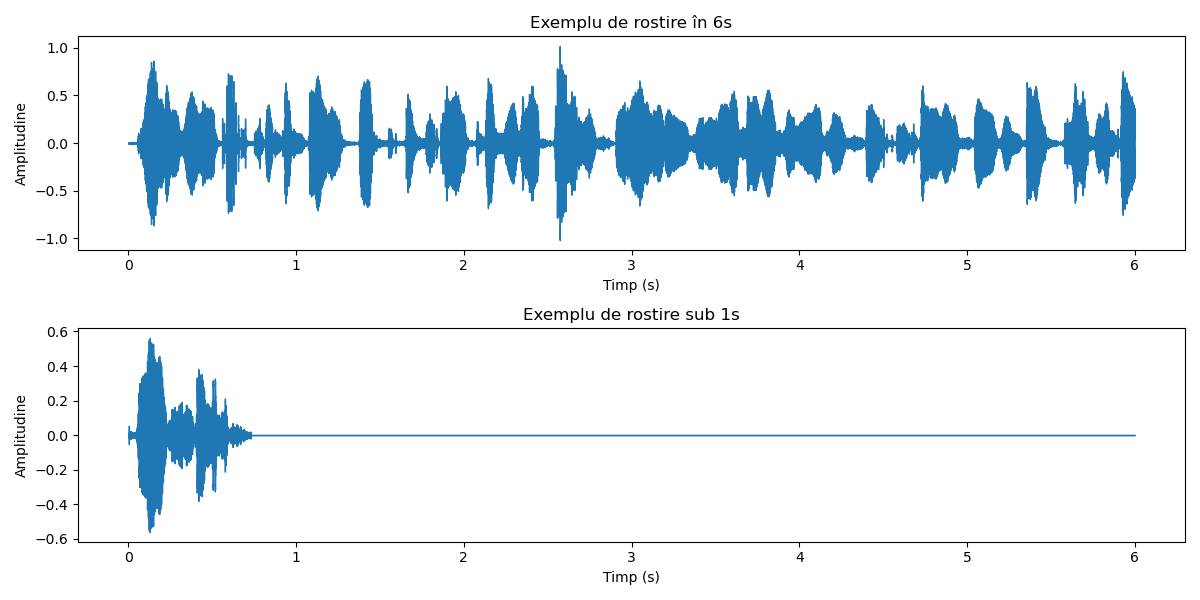 Exemplu de rostire în 6s
1.0
0.5
0.0
−0.5
−1.0
Amplitudine
0 1 2 3 4 5 6
Timp (s)
Exemplu de rostire sub 1s
0.6
0.4
0.2
0.0
−0.2
−0.4
−0.6
Amplitudine
0 1 2 3 4 5 6
Timp (s)